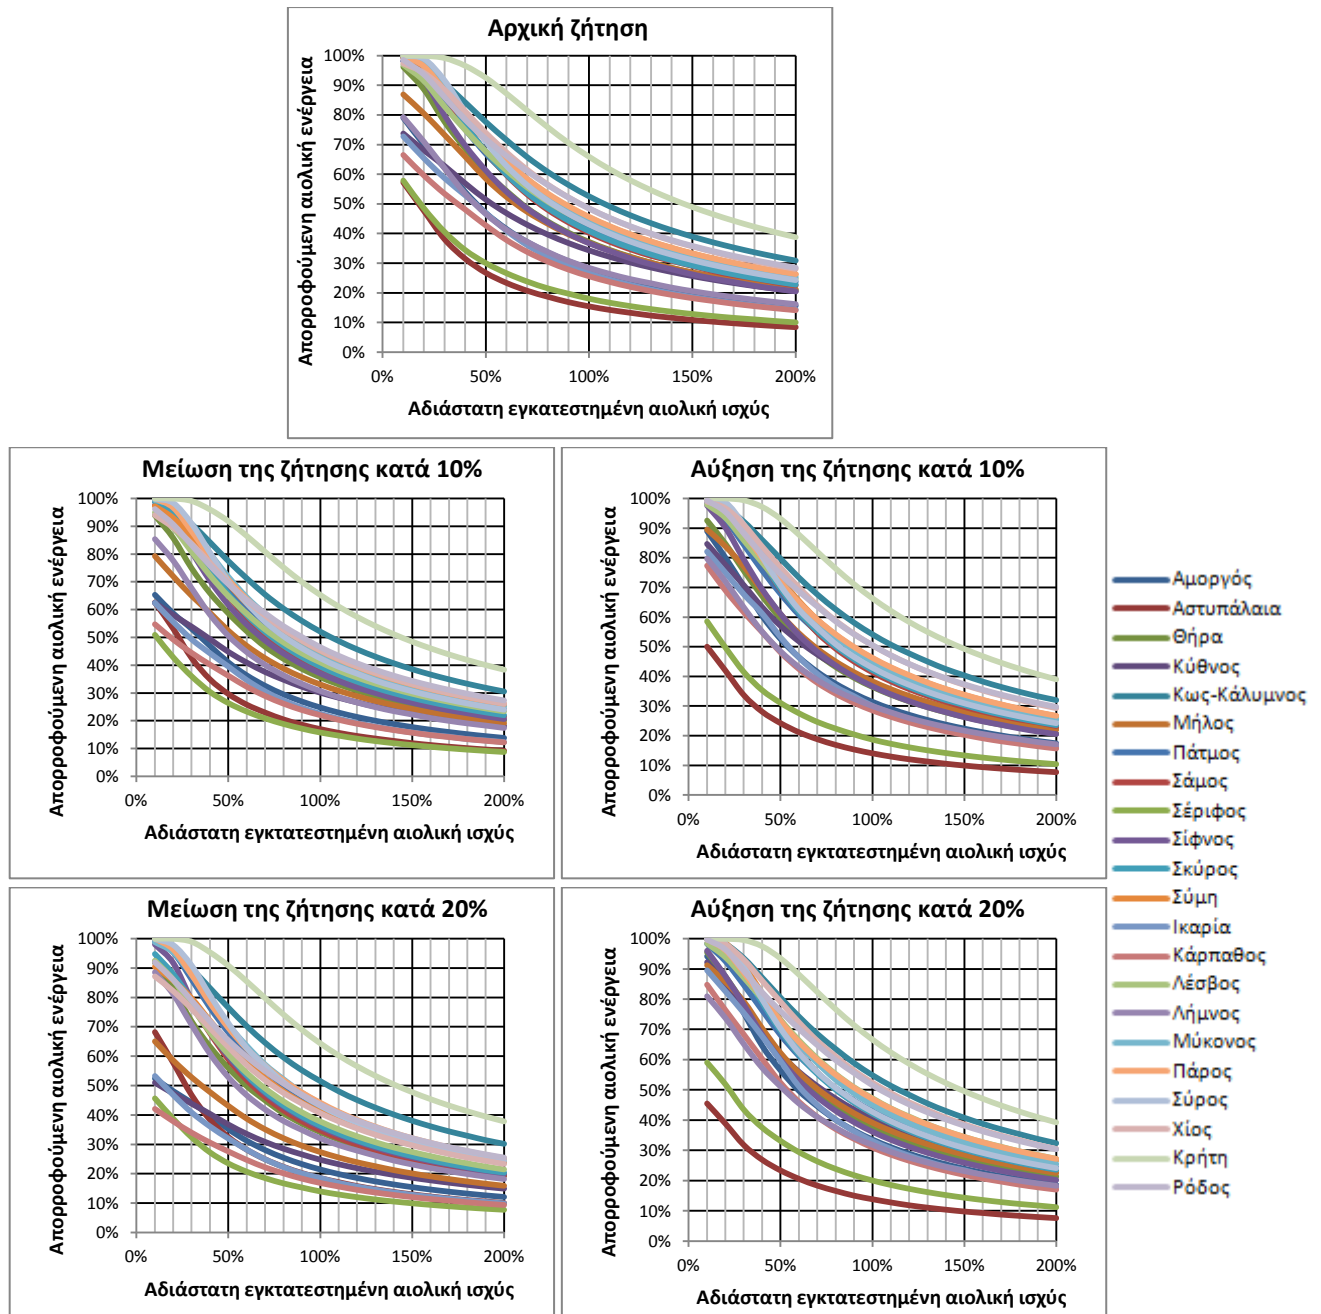 Αρχική ζήτηση
Απορροφούμενη αιολική ενέργεια
100%
90%
80%
70%
60%
50%
40%
30%
20%
10%
0%
0%
50%
100%
150%
200%
Αδιάστατη εγκατεστημένη αιολική ισχύς
Μείωση της ζήτησης κατά 10%
Απορροφούμενη αιολική ενέργεια
100%
90%
80%
70%
60%
50%
40%
30%
20%
10%
0%
0%
50%
100%
150%
200%
Αδιάστατη εγκτατεστημένη αιολική ισχύς
Αύξηση της ζήτησης κατά 10%
Απορροφούμενη αιολική ενέργεια
100%
90%
80%
70%
60%
50%
40%
30%
20%
10%
0%
0%
50%
100%
150%
200%
Αδιάστατη εγκτατεστημένη αιολική ισχύς
Μείωση της ζήτησης κατά 20%
Απορροφούμενη αιολική ενέργεια
100%
90%
80%
70%
60%
50%
40%
30%
20%
10%
0%
0%
50%
100%
150%
200%
Αδιάστατη εγκτατεστημένη αιολική ισχύς
Αύξηση της ζήτησης κατά 20%
Απορροφούμενη αιολική ενέργεια
100%
90%
80%
70%
60%
50%
40%
30%
20%
10%
0%
0%
50%
100%
150%
200%
Αδιάστατη εγκτατεστημένη αιολική ισχύς
Αμοργός
Αστυπάλαια
Θήρα
Κύθνος
Κως-Κάλυμνος
Μήλος
Πάτμος
Σάμος
Σέριφος
Σίφνος
Σκύρος
Σύμη
Ικαρία
Κάρπαθος
Λέσβος
Λήμνος
Μύκονος
Πάρος
Σύρος
Χίος
Κρήτη
Ρόδος